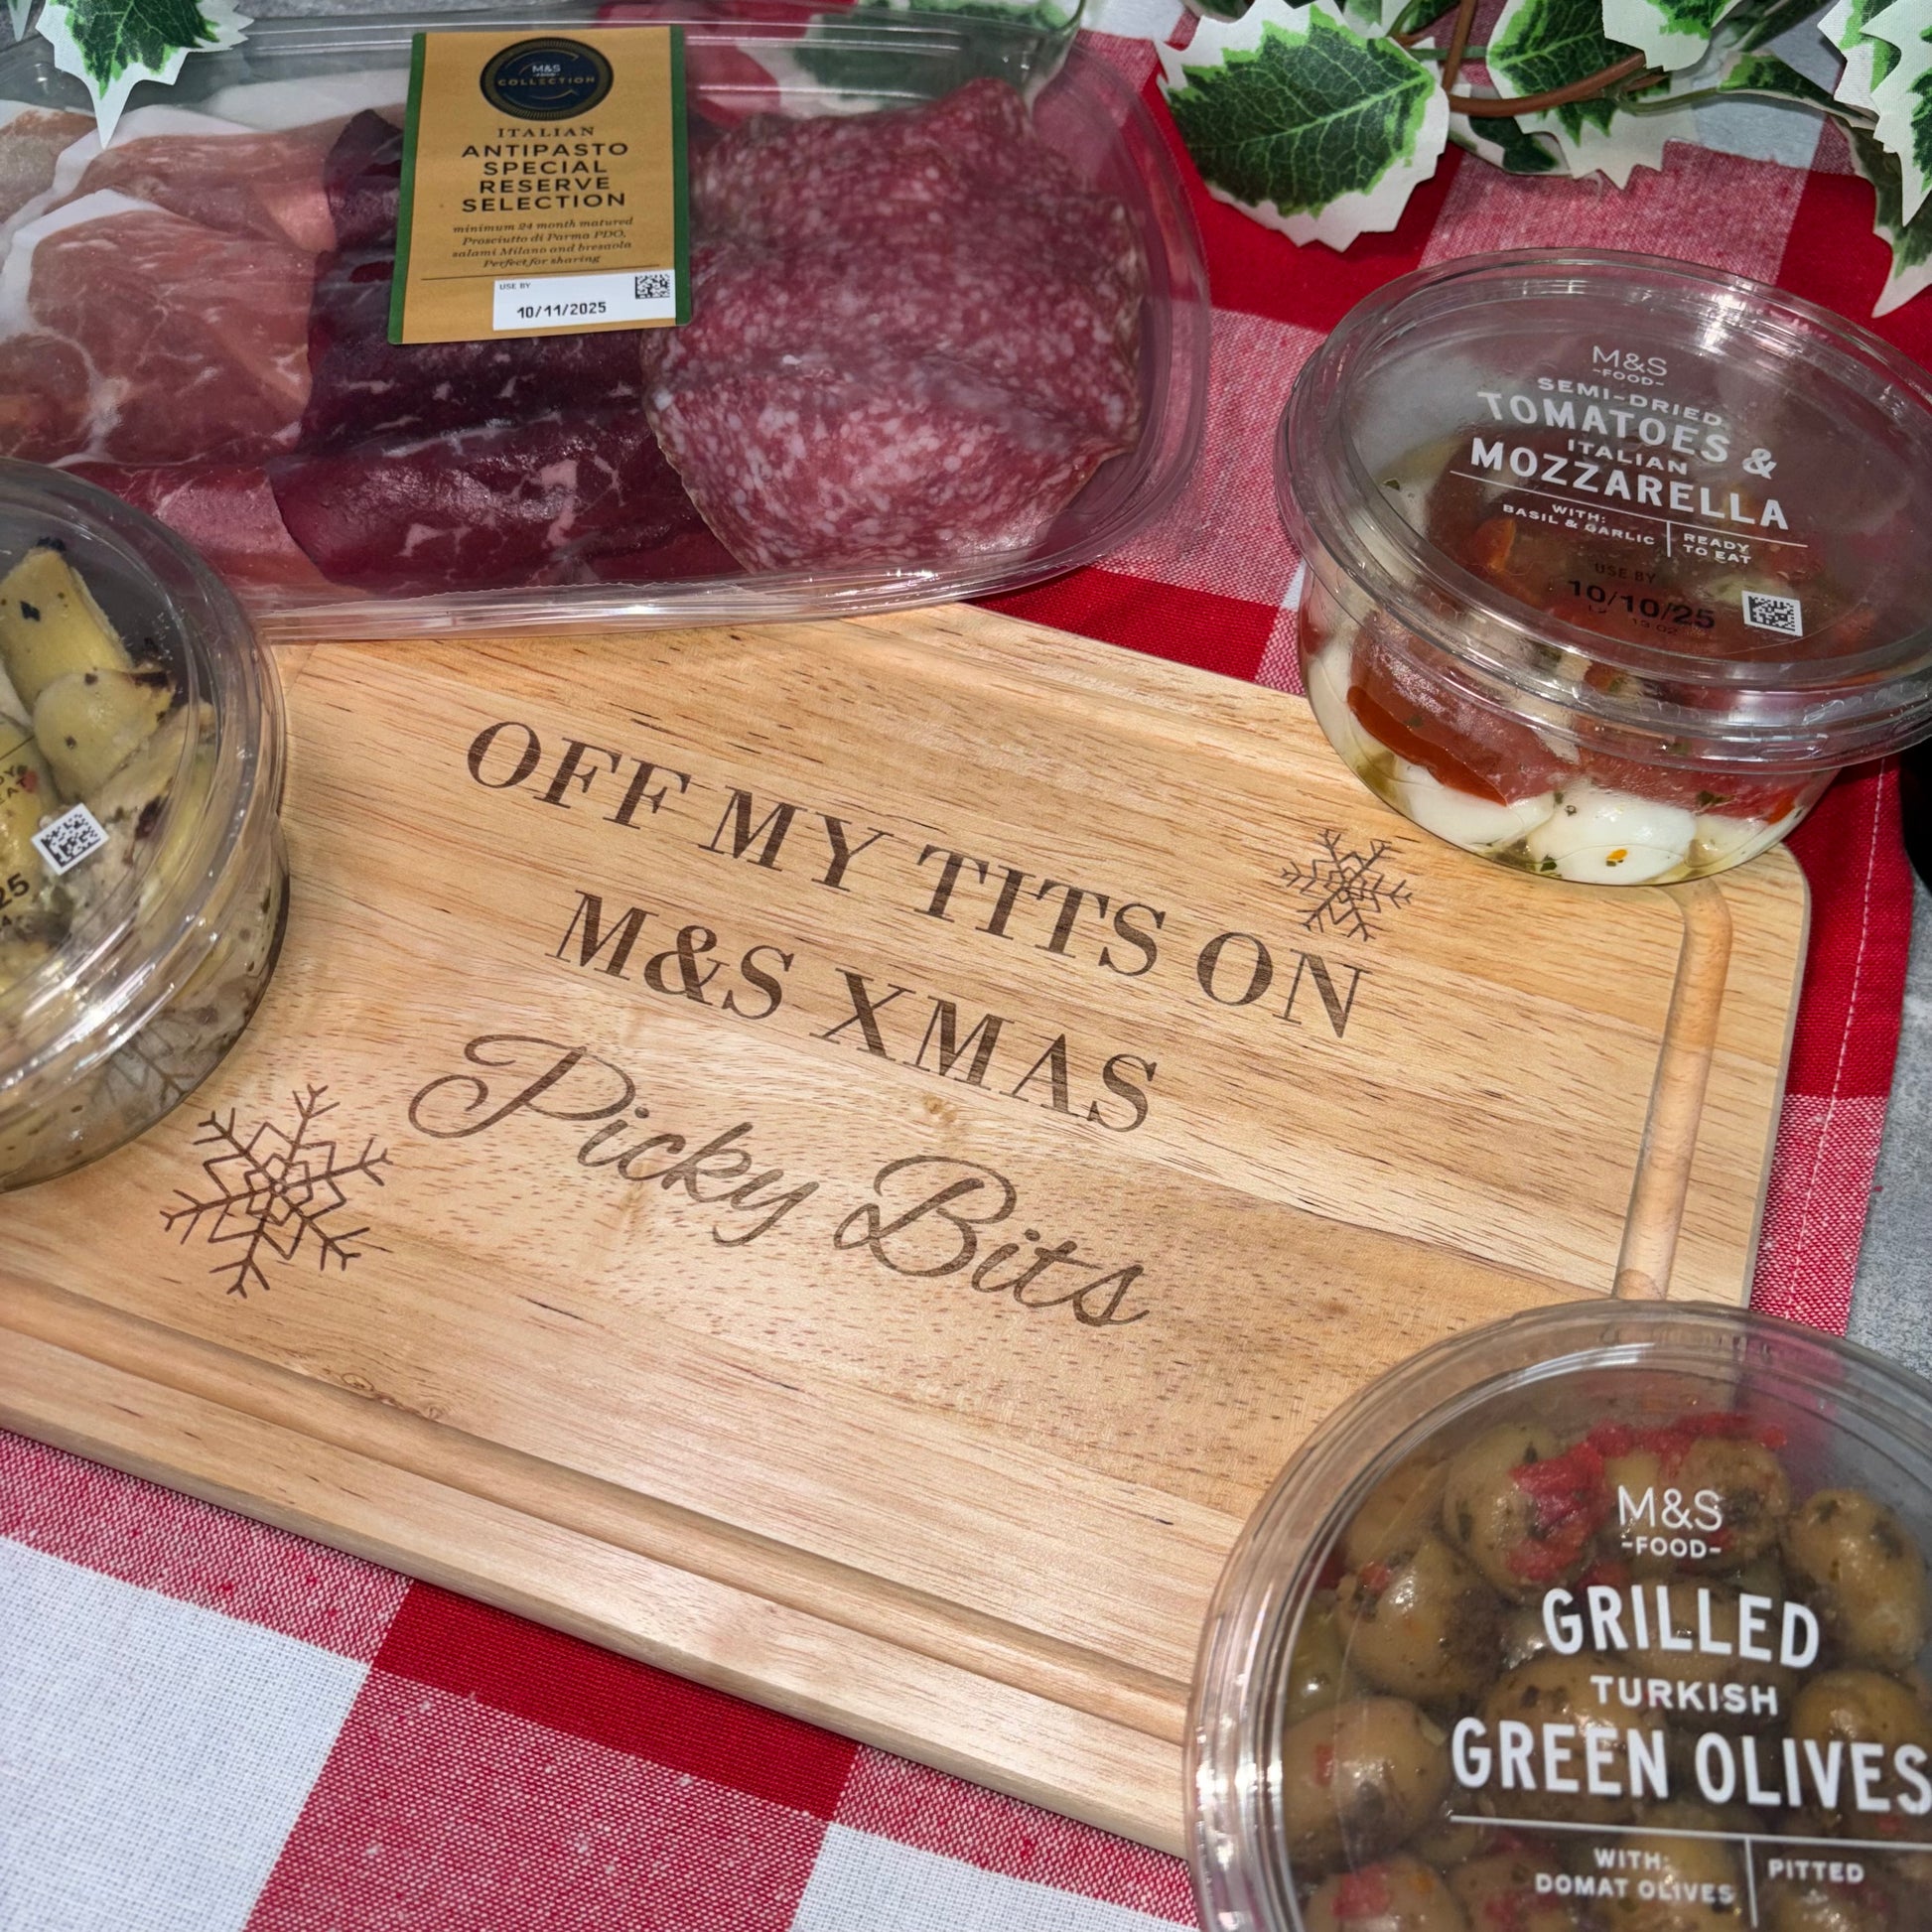 M&S
FOOD
COLLECTION
ITALIAN
ANTIPASTO
SPECIAL
RESERVE
SELECTION
minimum 24 month matured
Prosciutto di Parma PDO,
salami Milano and bresaola
Perfect for sharing
USE BY
10/11/2025
M&S
-FOOD-
SEMI-DRIED
TOMATOES &
ITALIAN
MOZZARELLA
WITH:
BASIL & GARLIC
READY
TO EAT
USE BY
10/10/25
25
OFF MY TITS ON
M&S XMAS
Picky Bits
M&S
-FOOD-
GRILLED
TURKISH
GREEN OLIVES
WITH:
DOMAT OLIVES
PITTED